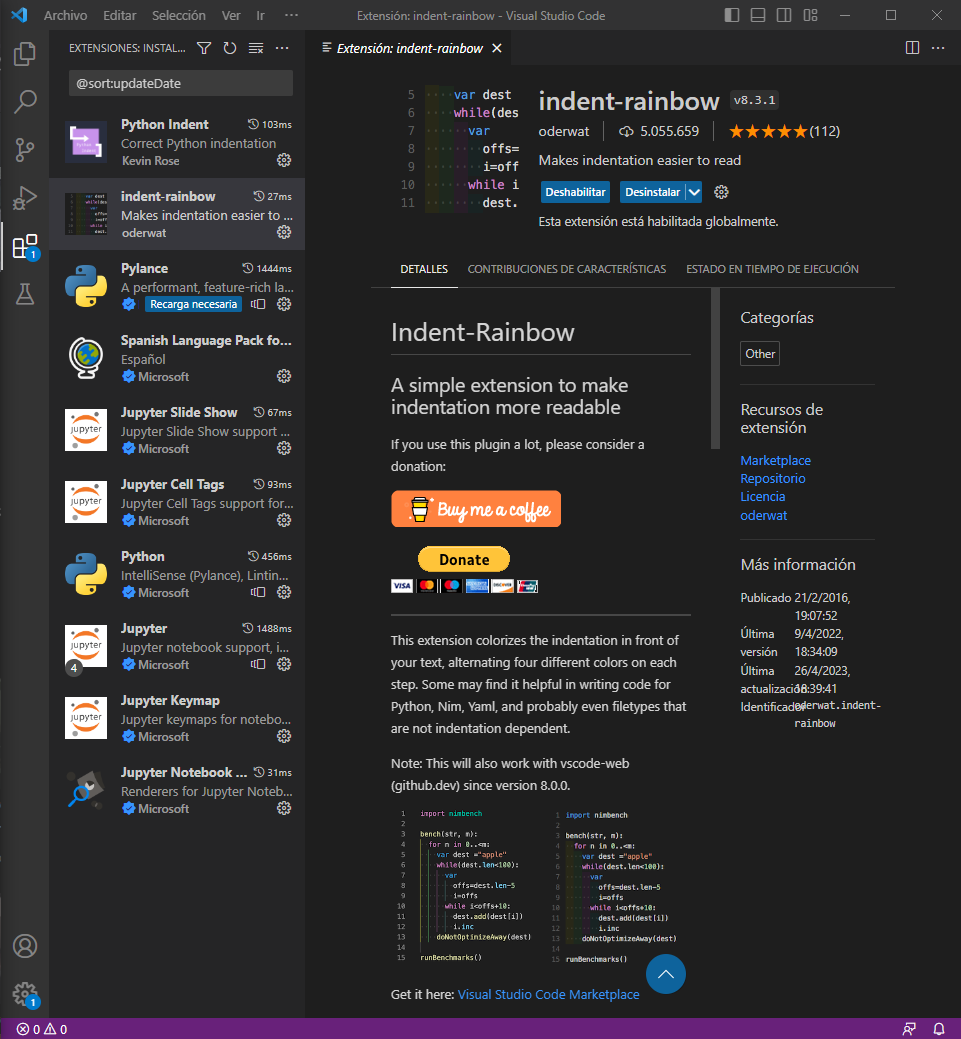 Archivo Editar Selección Ver Ir ··· Extensión: indent-rainbow - Visual Studio Code
EXTENSIONES: INSTAL...
@sort:updateDate
Python Indent 103ms
Correct Python indentation
Kevin Rose
indent-rainbow 27ms
Makes indentation easier to ...
oderwat
Pylance 1444ms
A performant, feature-rich la...
Recarga necesaria
Spanish Language Pack fo...
Español
Microsoft
Jupyter Slide Show 67ms
Jupyter Slide Show support ...
Microsoft
Jupyter Cell Tags 93ms
Jupyter Cell Tags support for...
Microsoft
Python 456ms
IntelliSense (Pylance), Lintin...
Microsoft
Jupyter 1488ms
Jupyter notebook support, i...
Microsoft
4
Jupyter Keymap
Jupyter keymaps for notebo...
Microsoft
Jupyter Notebook ... 31ms
Renderers for Jupyter Noteb...
Microsoft
jupyter
jupyter
jupyter
jupyter
1
1
Extensión: indent-rainbow
5 var dest
6 while(des
7 var
8 offs=
9 i=off
10 while i
11 dest.
indent-rainbow v8.3.1
oderwat 5.055.659 (112)
Makes indentation easier to read
Deshabilitar Desinstalar
Esta extensión está habilitada globalmente.
DETALLES CONTRIBUCIONES DE CARACTERÍSTICAS ESTADO EN TIEMPO DE EJECUCIÓN
Indent-Rainbow
A simple extension to make
indentation more readable
If you use this plugin a lot, please consider a
donation:
Buy me a coffee
Donate
VISA
This extension colorizes the indentation in front of
your text, alternating four different colors on each
step. Some may find it helpful in writing code for
Python, Nim, Yaml, and probably even filetypes that
are not indentation dependent.
Note: This will also work with vscode-web
(github.dev) since version 8.0.0.
1 import nimbench
2
3 bench(str, m):
4 for n in 0..<m:
5 var dest ="apple"
6 while(dest.len<100):
7 var
8 offs=dest.len-5
9 i=offs
10 while i<offs+10:
11 dest.add(dest[i])
12 i.inc
13 doNotOptimizeAway(dest)
14
15 runBenchmarks()
1 import nimbench
2
3 bench(str, m):
4 for n in 0..<m:
5 var dest ="apple"
6 while(dest.len<100):
7 var
8 offs=dest.len-5
9 i=offs
10 while i<offs+10:
11 dest.add(dest[i])
12 i.inc
13 doNotOptimizeAway(dest)
14
15 runBenchmarks()
Get it here: Visual Studio Code Marketplace
Categorías
Other
Recursos de
extensión
Marketplace
Repositorio
Licencia
oderwat
Más información
Publicado 21/2/2016,
19:07:52
Última 9/4/2022,
versión 18:34:09
Última 26/4/2023,
actualización 18:39:41
Identificador oderwat.indent-
rainbow
0 0